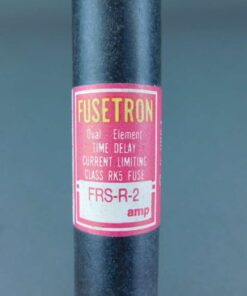 FUSETRON
Dual Element
TIME DELAY
CURRENT LIMITING
CLASS RK5 FUSE
FRS-R-2
amp